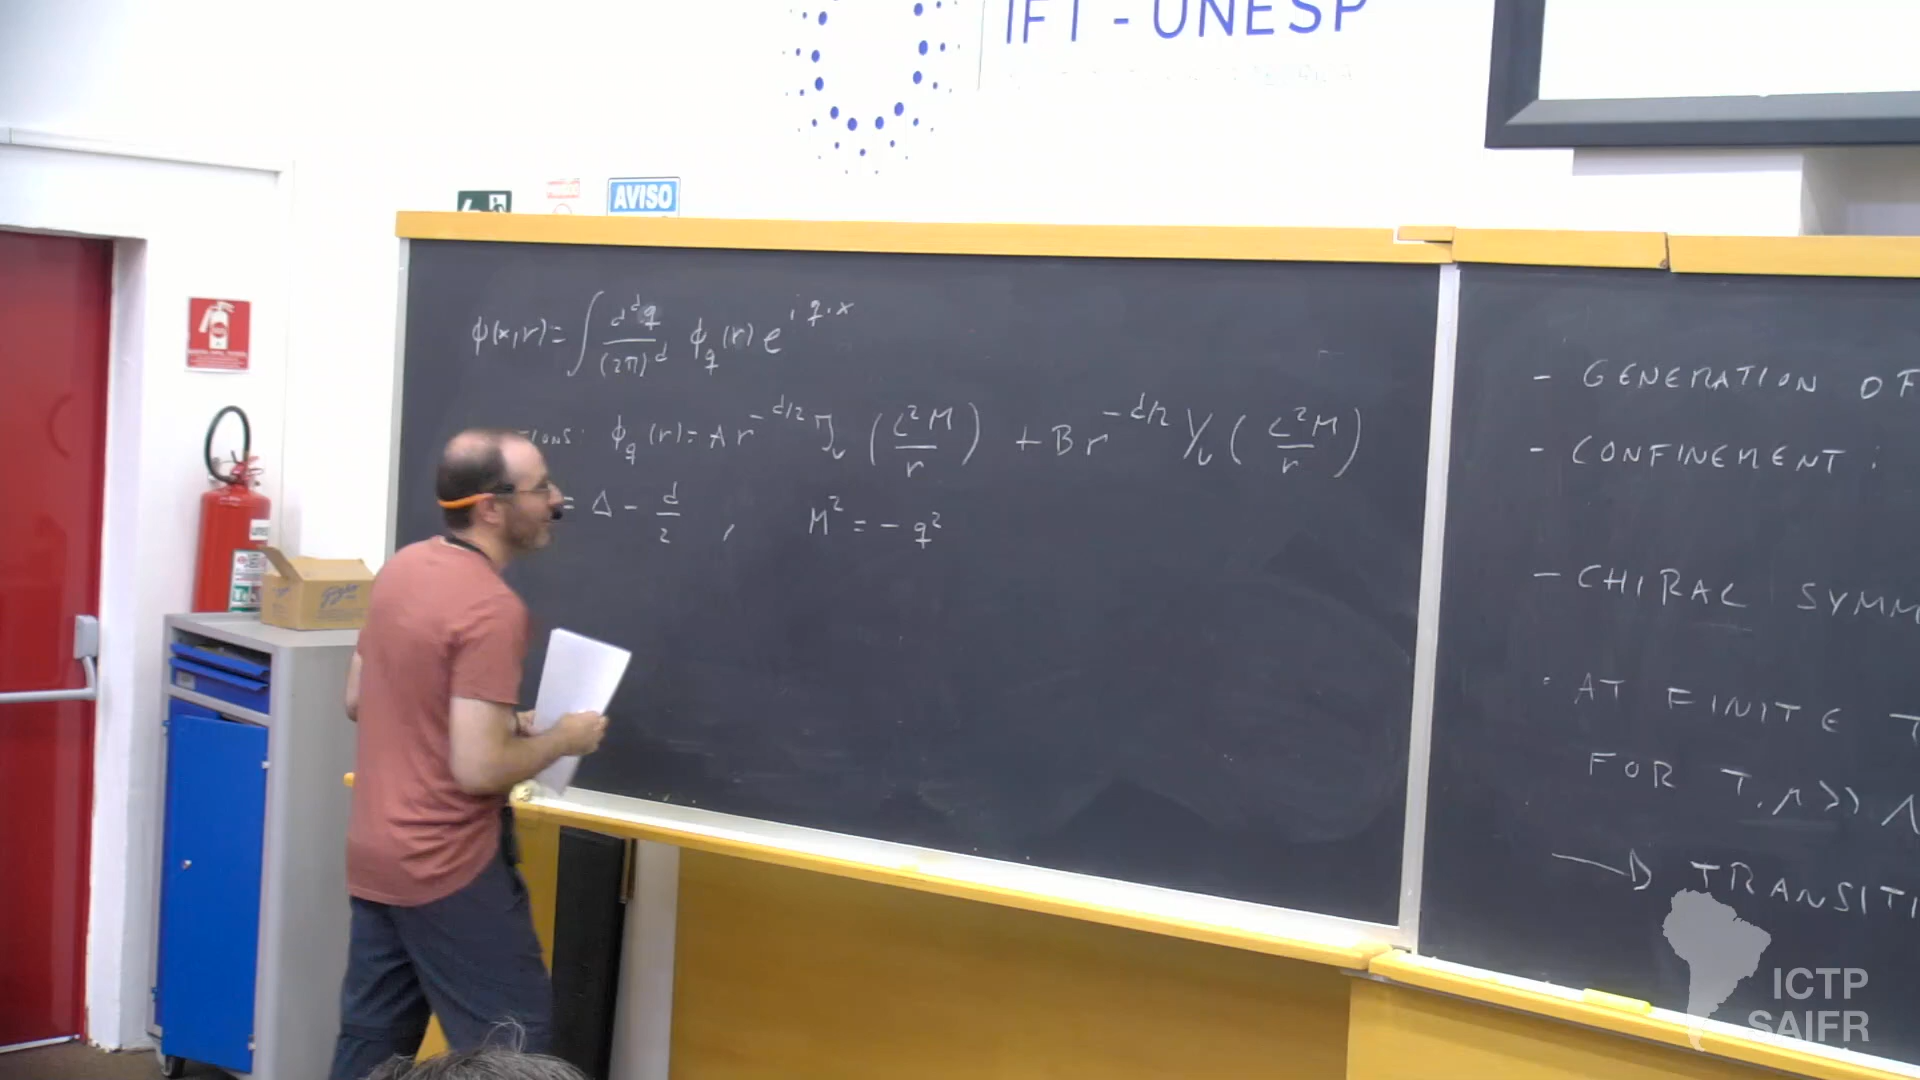 IFT - UNESP
AVISO
φ(x,r) = ∫ d^d q / (2π)^d φ_q(r) e^{i q·x}
TIONS: φ_q(r) = A r^{-d/2} J_ν (L²M / r) + B r^{-d/2} Y_ν (L²M / r)
= Δ - d/2 , M² = - q²
- GENERATION OF
- CONFINEMENT :
- CHIRAL SYMM
· AT FINITE T
FOR T, μ >> Λ
→ TRANSITI
ICTP
SAIFR